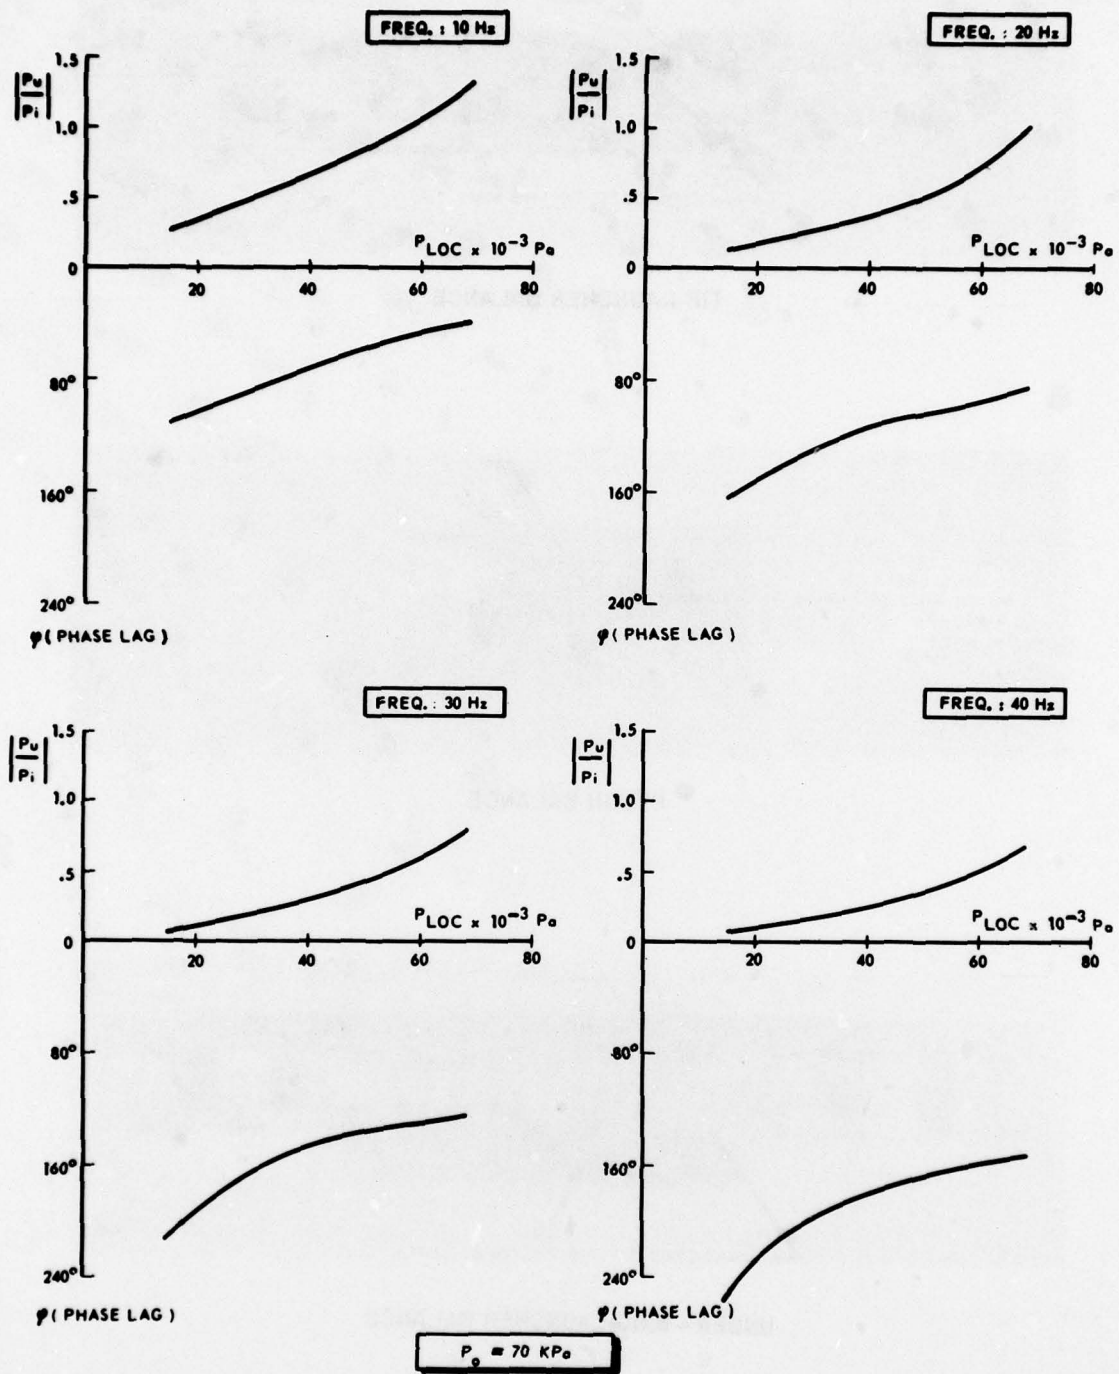 FREQ. : 10 Hz
|Pu/Pi|
1.5
1.0
.5
0
PLOC x 10⁻³ Pa
20 40 60 80
80°
160°
240°
φ ( PHASE LAG )
FREQ. : 20 Hz
|Pu/Pi|
1.5
1.0
.5
0
PLOC x 10⁻³ Pa
20 40 60 80
80°
160°
240°
φ ( PHASE LAG )
FREQ. : 30 Hz
|Pu/Pi|
1.5
1.0
.5
0
PLOC x 10⁻³ Pa
20 40 60 80
80°
160°
240°
φ ( PHASE LAG )
FREQ. : 40 Hz
|Pu/Pi|
1.5
1.0
.5
0
PLOC x 10⁻³ Pa
20 40 60 80
80°
160°
240°
φ ( PHASE LAG )
Po = 70 KPa